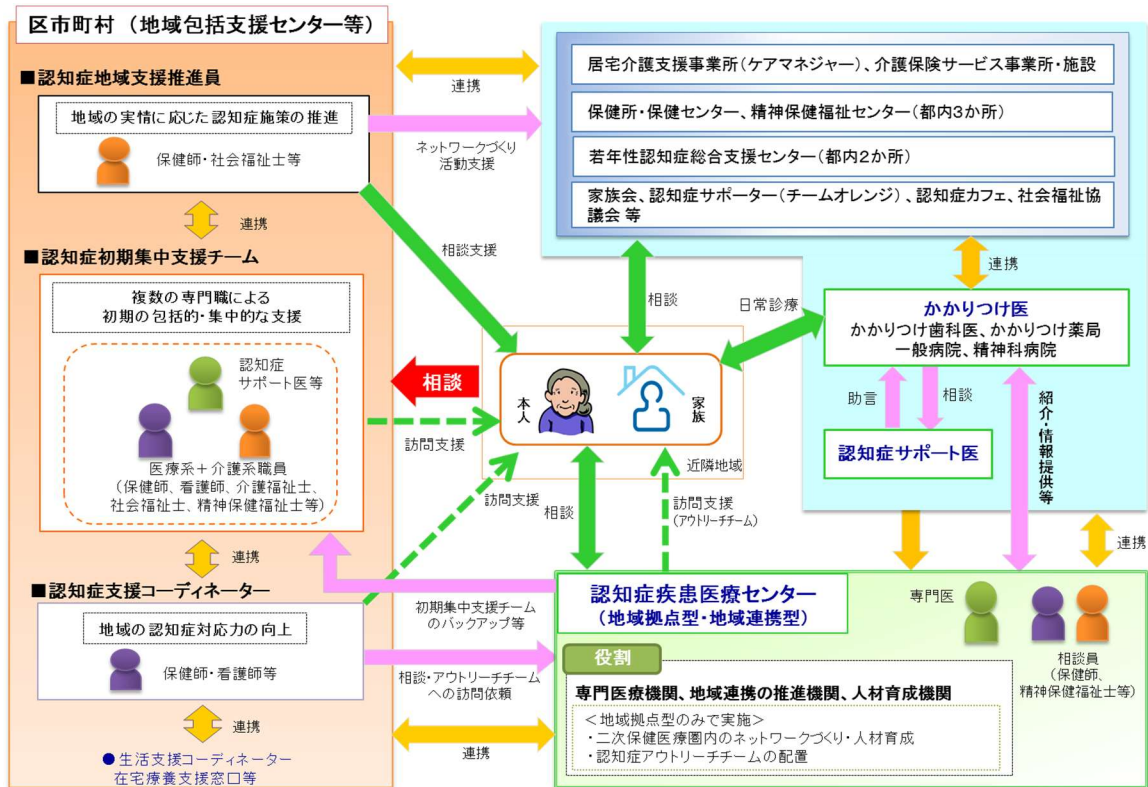 区市町村 （地域包括支援センター等）
■認知症地域支援推進員
地域の実情に応じた認知症施策の推進
保健師・社会福祉士等
連携
■認知症初期集中支援チーム
複数の専門職による
初期の包括的・集中的な支援
認知症
サポート医等
医療系＋介護系職員
（保健師、看護師、介護福祉士、
社会福祉士、精神保健福祉士等）
連携
■認知症支援コーディネーター
地域の認知症対応力の向上
保健師・看護師等
連携
●生活支援コーディネーター
在宅療養支援窓口等
連携
ネットワークづくり
活動支援
相談支援
相談
訪問支援
訪問支援
初期集中支援チーム
のバックアップ等
相談・アウトリーチチーム
への訪問依頼
連携
居宅介護支援事業所（ケアマネジャー）、介護保険サービス事業所・施設
保健所・保健センター、精神保健福祉センター（都内３か所）
若年性認知症総合支援センター（都内２か所）
家族会、認知症サポーター（チームオレンジ）、認知症カフェ、社会福祉協
議会 等
相談
日常診療
連携
本人
家族
近隣地域
相談
訪問支援
（アウトリーチチーム）
かかりつけ医
かかりつけ歯科医、かかりつけ薬局
一般病院、精神科病院
助言
相談
認知症サポート医
紹介・情報提供等
連携
認知症疾患医療センター
（地域拠点型・地域連携型）
専門医
相談員
（保健師、
精神保健福祉士等）
役割
専門医療機関、地域連携の推進機関、人材育成機関
＜地域拠点型のみで実施＞
・二次保健医療圏内のネットワークづくり・人材育成
・認知症アウトリーチチームの配置